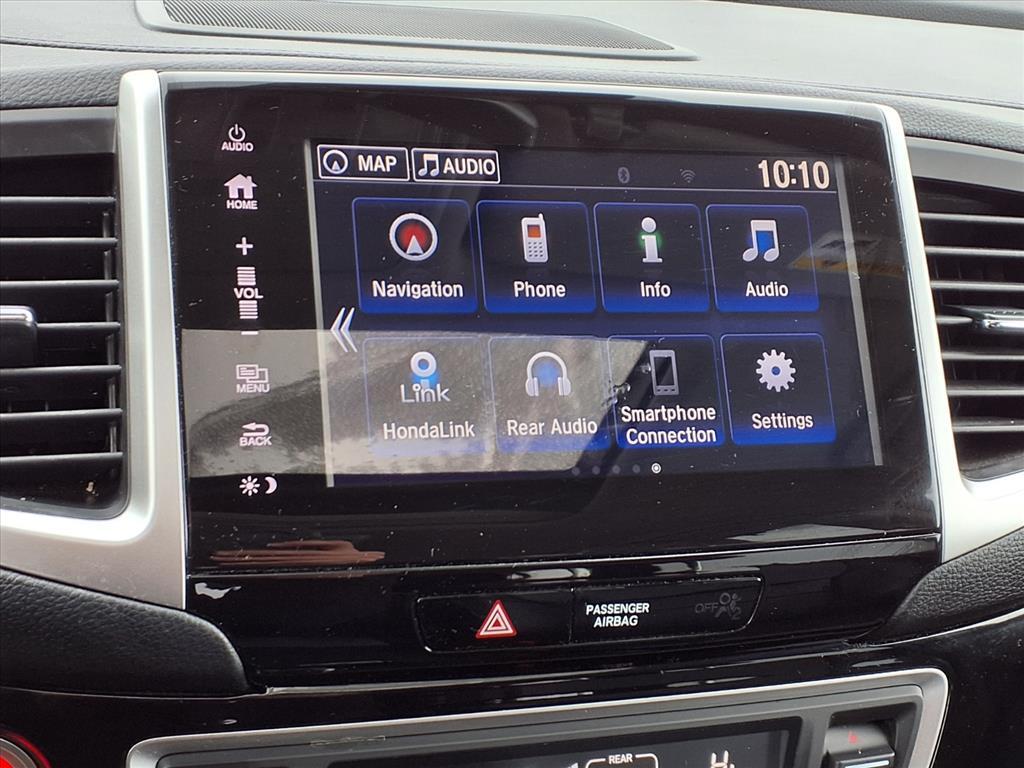 AUDIO
HOME
+
VOL
−
MENU
BACK
MAP
AUDIO
10:10
Navigation
Phone
Info
Audio
Link
HondaLink
Rear Audio
Smartphone
Connection
Settings
PASSENGER
AIRBAG
OFF
REAR